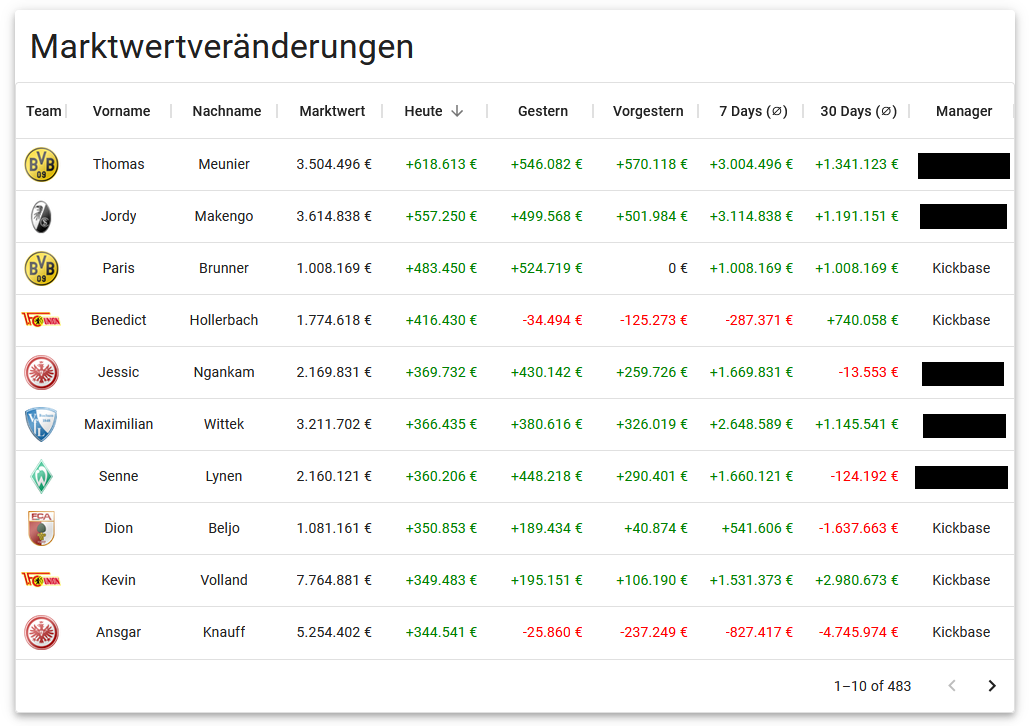 Marktwertveränderungen
Team Vorname Nachname Marktwert Heute Gestern Vorgestern 7 Days (∅) 30 Days (∅) Manager
BVB 09 Thomas Meunier 3.504.496 € +618.613 € +546.082 € +570.118 € +3.004.496 € +1.341.123 €
Jordy Makengo 3.614.838 € +557.250 € +499.568 € +501.984 € +3.114.838 € +1.191.151 €
BVB 09 Paris Brunner 1.008.169 € +483.450 € +524.719 € 0 € +1.008.169 € +1.008.169 € Kickbase
Benedict Hollerbach 1.774.618 € +416.430 € -34.494 € -125.273 € -287.371 € +740.058 € Kickbase
Jessic Ngankam 2.169.831 € +369.732 € +430.142 € +259.726 € +1.669.831 € -13.553 €
Maximilian Wittek 3.211.702 € +366.435 € +380.616 € +326.019 € +2.648.589 € +1.145.541 €
Senne Lynen 2.160.121 € +360.206 € +448.218 € +290.401 € +1.660.121 € -124.192 €
FCA Dion Beljo 1.081.161 € +350.853 € +189.434 € +40.874 € +541.606 € -1.637.663 € Kickbase
Kevin Volland 7.764.881 € +349.483 € +195.151 € +106.190 € +1.531.373 € +2.980.673 € Kickbase
Ansgar Knauff 5.254.402 € +344.541 € -25.860 € -237.249 € -827.417 € -4.745.974 € Kickbase
1–10 of 483